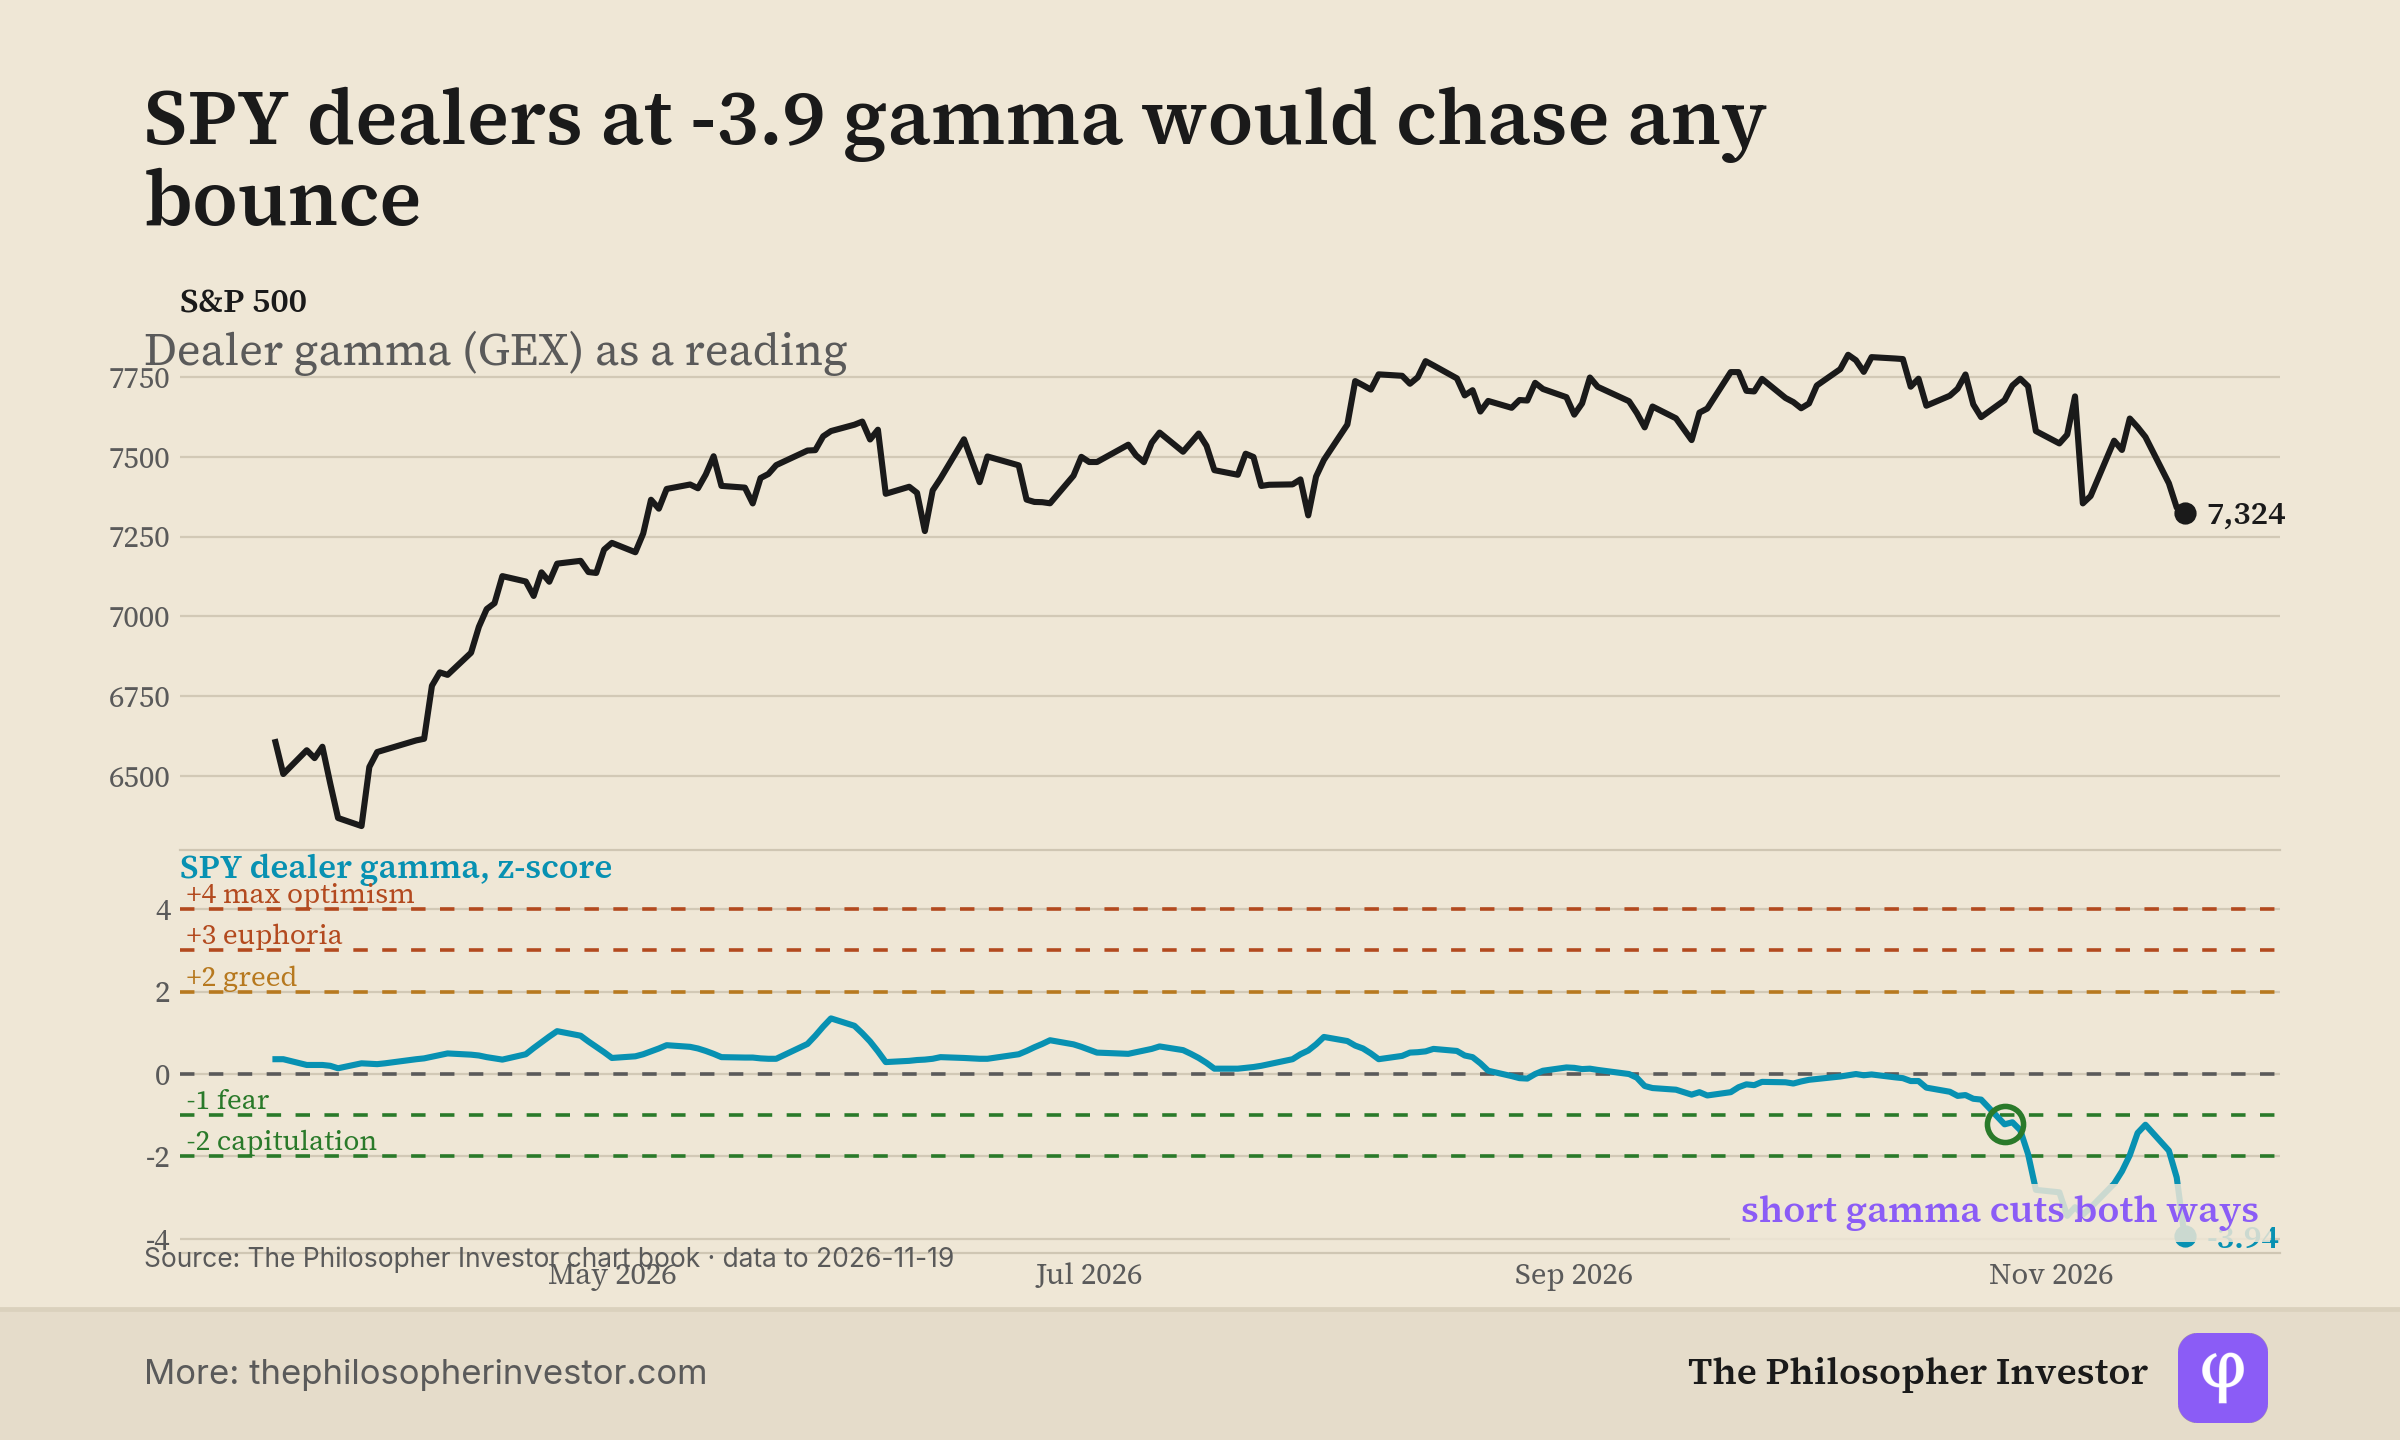 SPY dealers at -3.9 gamma would chase any
bounce
S&P 500
Dealer gamma (GEX) as a reading
7750
7500
7250
7000
6750
6500
7,324
SPY dealer gamma, z-score
+4 max optimism
4
+3 euphoria
+2 greed
2
0
-1 fear
-2 capitulation
-2
short gamma cuts both ways
-4
-3.94
Source: The Philosopher Investor chart book · data to 2026-11-19
May 2026
Jul 2026
Sep 2026
Nov 2026
More: thephilosopherinvestor.com
The Philosopher Investor
φ